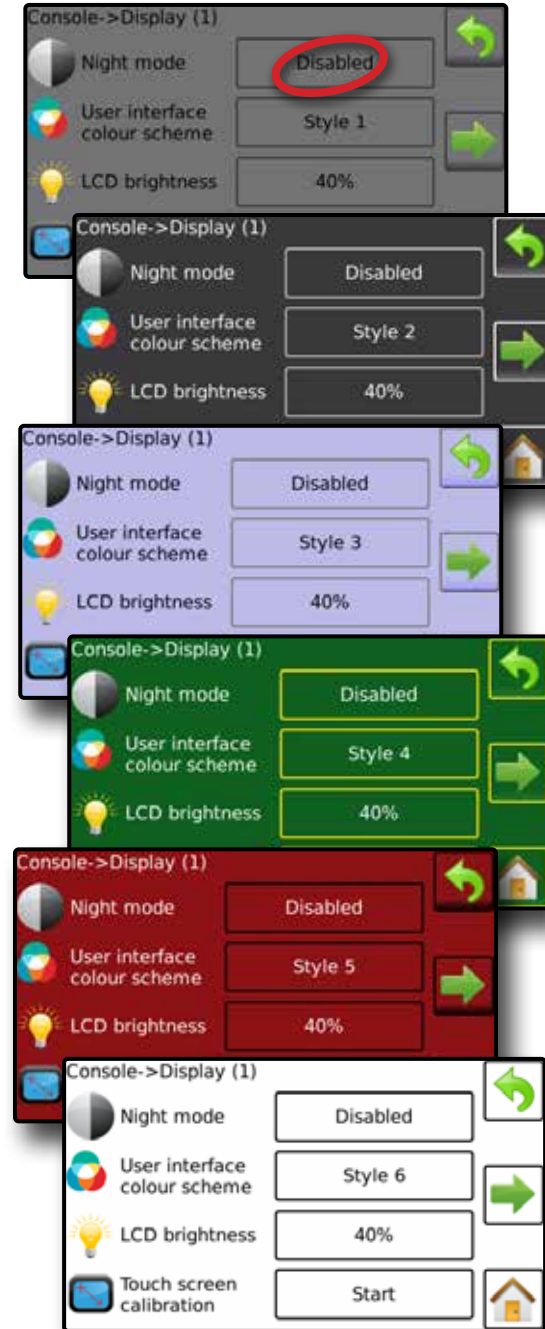 Console->Display (1)
Night mode Disabled
User interface
colour scheme Style 1
LCD brightness 40%
Console->Display (1)
Night mode Disabled
User interface
colour scheme Style 2
LCD brightness 40%
Console->Display (1)
Night mode Disabled
User interface
colour scheme Style 3
LCD brightness 40%
Console->Display (1)
Night mode Disabled
User interface
colour scheme Style 4
LCD brightness 40%
Console->Display (1)
Night mode Disabled
User interface
colour scheme Style 5
LCD brightness 40%
Console->Display (1)
Night mode Disabled
User interface
colour scheme Style 6
LCD brightness 40%
Touch screen
calibration Start